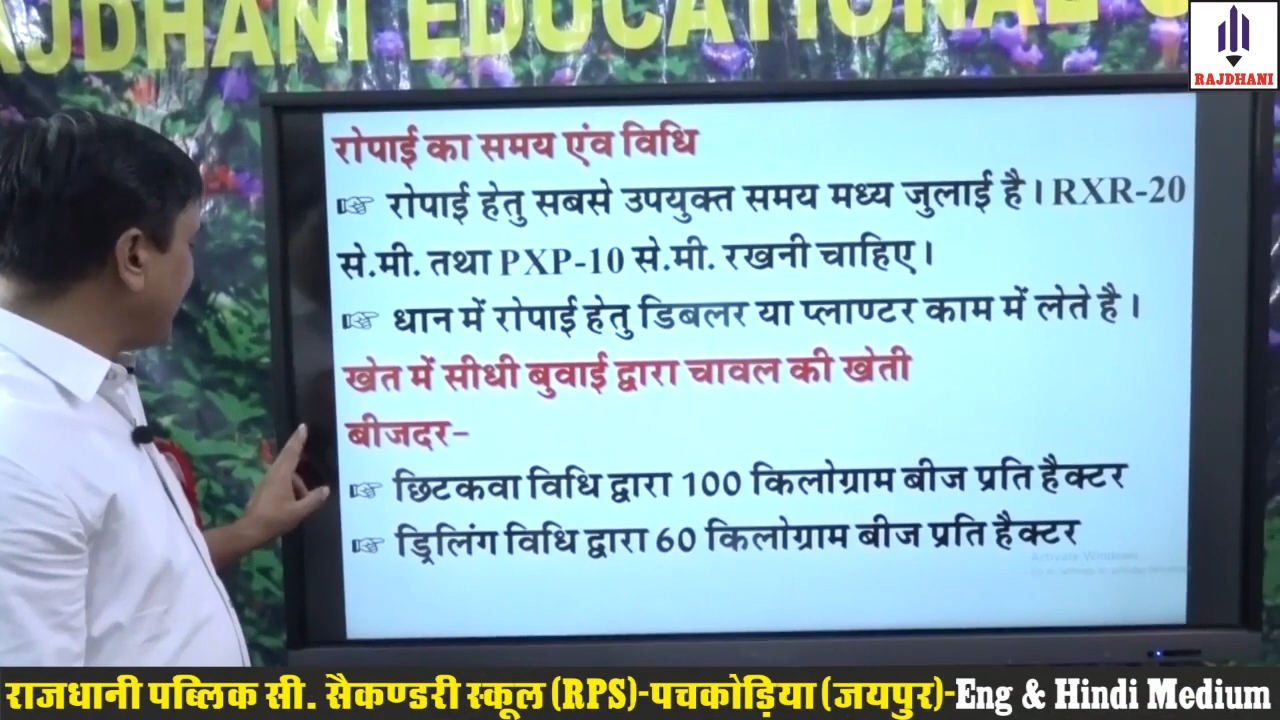 AJDHANI EDUCATIONAL
RAJDHANI
रोपाई का समय एंव विधि
☞ रोपाई हेतु सबसे उपयुक्त समय मध्य जुलाई है । RXR-20
से.मी. तथा PXP-10 से.मी. रखनी चाहिए ।
☞ धान में रोपाई हेतु डिबलर या प्लाण्टर काम में लेते है ।
खेत में सीधी बुवाई द्वारा चावल की खेती
बीजदर-
☞ छिटकवा विधि द्वारा 100 किलोग्राम बीज प्रति हैक्टर
☞ ड्रिलिंग विधि द्वारा 60 किलोग्राम बीज प्रति हैक्टर
Activate Windows
राजधानी पब्लिक सी. सैकण्डरी स्कूल (RPS)-पचकोड़िया (जयपुर)-Eng & Hindi Medium